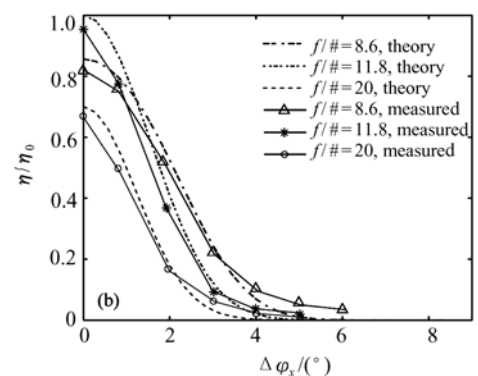 1.0
f/#=8.6, theory
f/#=11.8, theory
0.8
f/#=20, theory
f/#=8.6, measured
f/#=11.8, measured
0.6
f/#=20, measured
η/η₀
0.4
0.2
(b)
0
0 2 4 6 8
Δφₓ/(°)